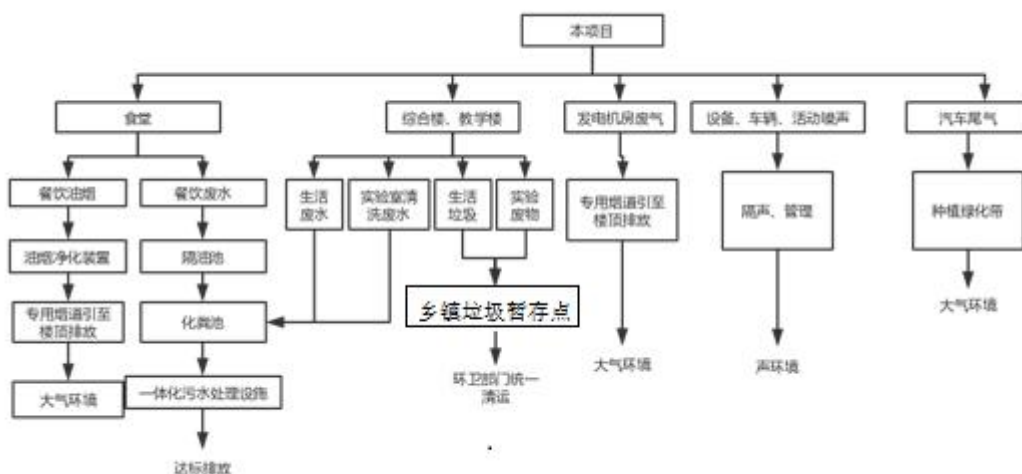 本项目
食堂
综合楼、教学楼
发电机房废气
设备、车辆、活动噪声
汽车尾气
餐饮油烟
餐饮废水
生活
废水
实验室清
洗废水
生活
垃圾
实验
废物
专用烟道引至
楼顶排放
隔声、管理
种植绿化带
油烟净化装置
隔油池
乡镇垃圾暂存点
专用烟道引至
楼顶排放
化粪池
大气环境
大气环境
声环境
环卫部门统一
清运
大气环境
一体化污水处理设施
达标排放